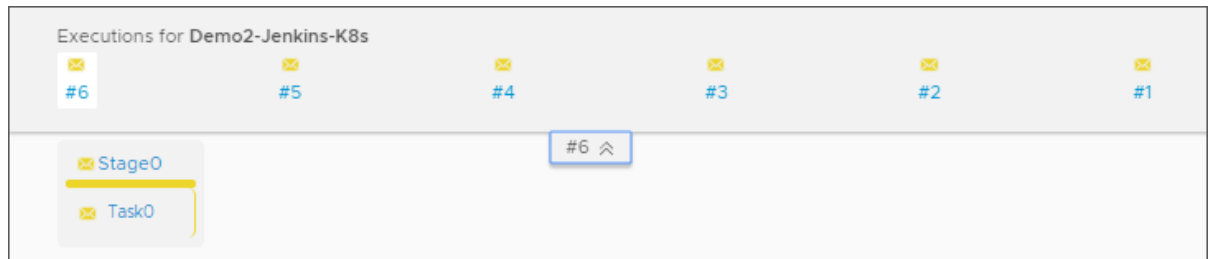 Executions for Demo2-Jenkins-K8s
#6 #5 #4 #3 #2 #1
#6
Stage0
Task0